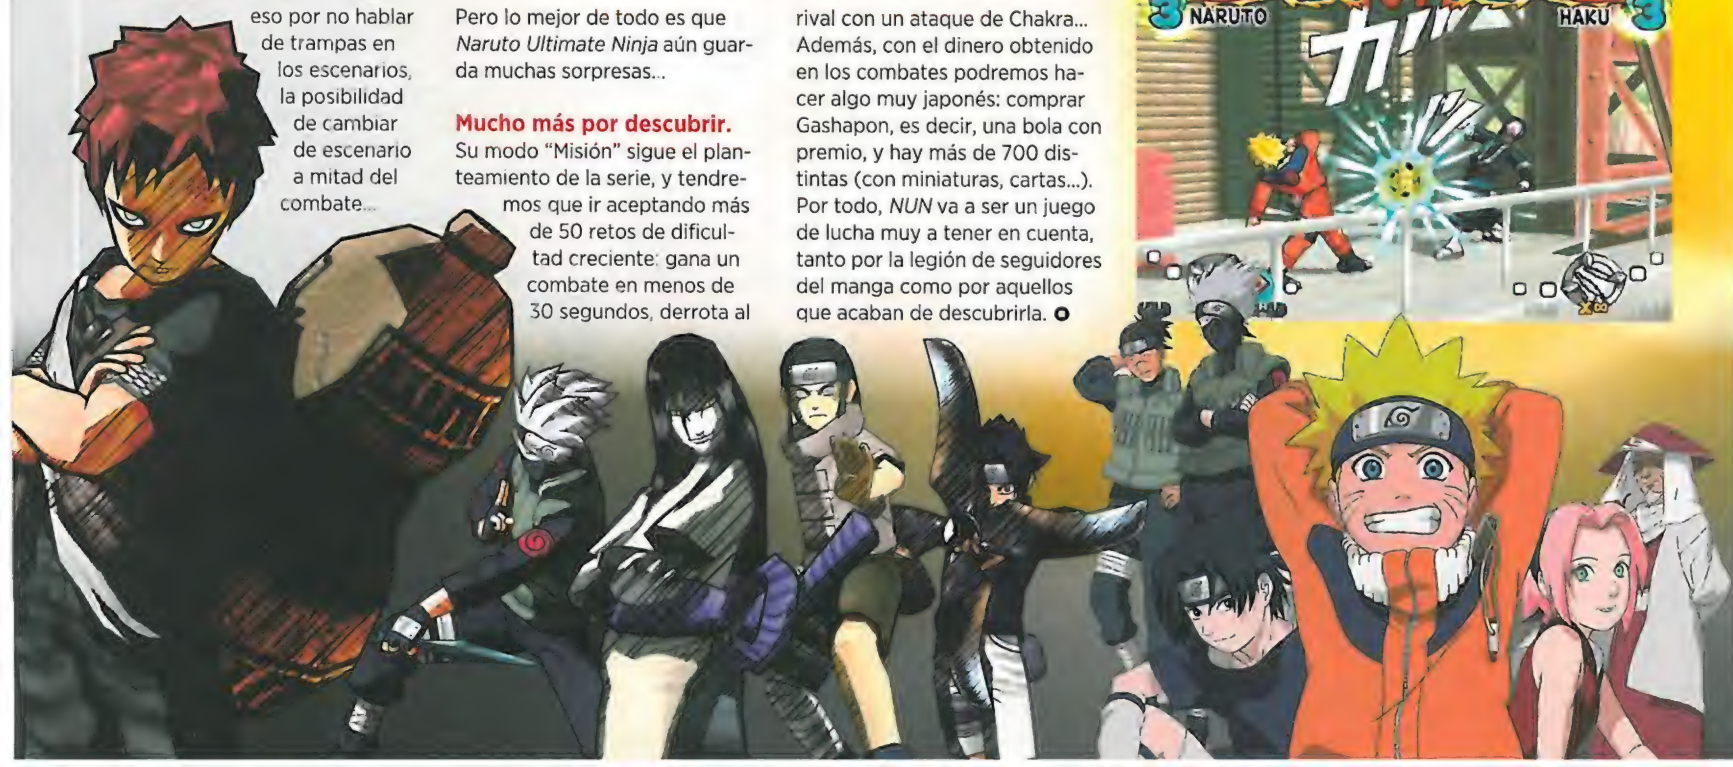 eso por no hablar
de trampas en
los escenarios,
la posibilidad
de cambiar
de escenario
a mitad del
combate...
Pero lo mejor de todo es que
Naruto Ultimate Ninja aún guar-
da muchas sorpresas...
Mucho más por descubrir.
Su modo "Misión" sigue el plan-
teamiento de la serie, y tendre-
mos que ir aceptando más
de 50 retos de dificul-
tad creciente: gana un
combate en menos de
30 segundos, derrota al
rival con un ataque de Chakra...
Además, con el dinero obtenido
en los combates podremos ha-
cer algo muy japonés: comprar
Gashapon, es decir, una bola con
premio, y hay más de 700 dis-
tintas (con miniaturas, cartas...).
Por todo, NUN va a ser un juego
de lucha muy a tener en cuenta,
tanto por la legión de seguidores
del manga como por aquellos
que acaban de descubrirla.
3 NARUTO
HAKU 3
ガガッ
x∞